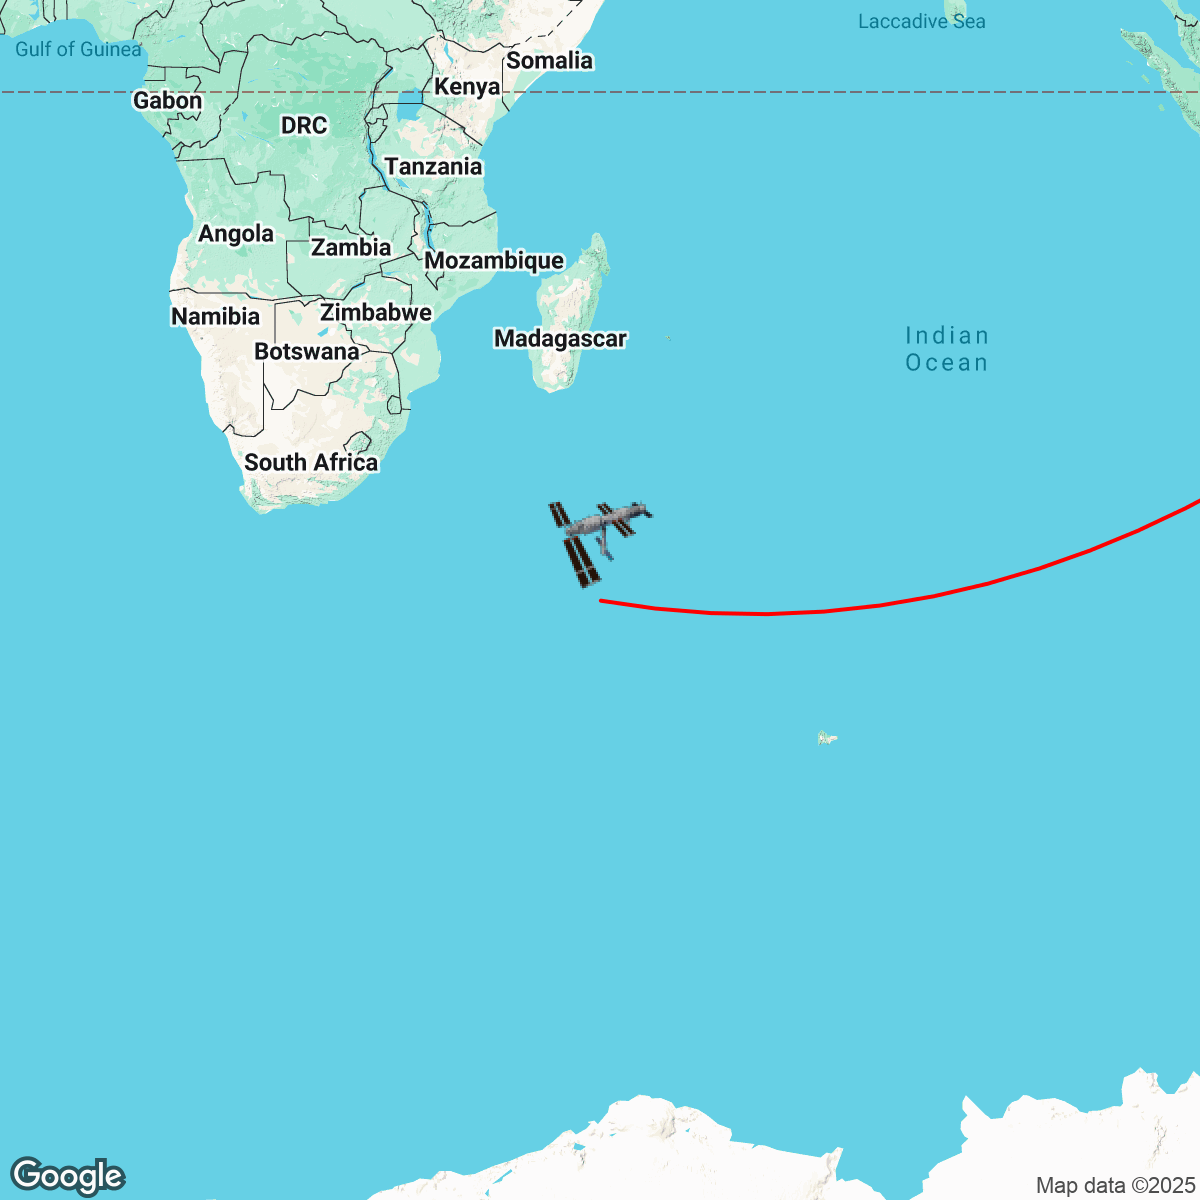 Laccadive Sea
Gulf of Guinea
Somalia
Kenya
Gabon
DRC
Tanzania
Angola
Zambia
Mozambique
Namibia
Zimbabwe
Madagascar
Botswana
Indian
Ocean
South Africa
Google
Map data ©2025